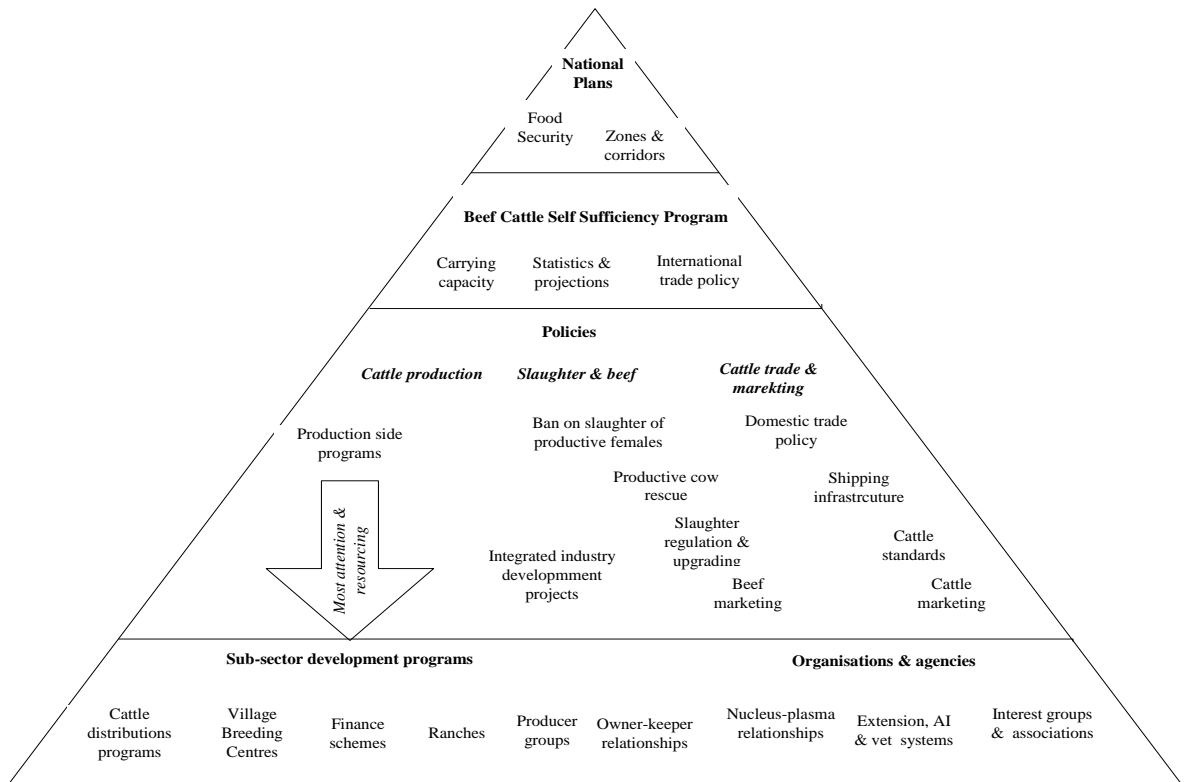 National
Plans
Food
Security
Zones &
corridors
Beef Cattle Self Sufficiency Program
Carrying
capacity
Statistics &
projections
International
trade policy
Policies
Cattle production
Slaughter & beef
Cattle trade &
marekting
Production side
programs
Ban on slaughter of
productive females
Domestic trade
policy
Productive cow
rescue
Shipping
infrastrcuture
Most attention &
resourcing
Slaughter
regulation &
upgrading
Cattle
standards
Integrated industry
developmment
projects
Beef
marketing
Cattle
marketing
Sub-sector development programs
Organisations & agencies
Cattle
distributions
programs
Village
Breeding
Centres
Finance
schemes
Ranches
Producer
groups
Owner-keeper
relationships
Nucleus-plasma
relationships
Extension, AI
& vet systems
Interest groups
& associations